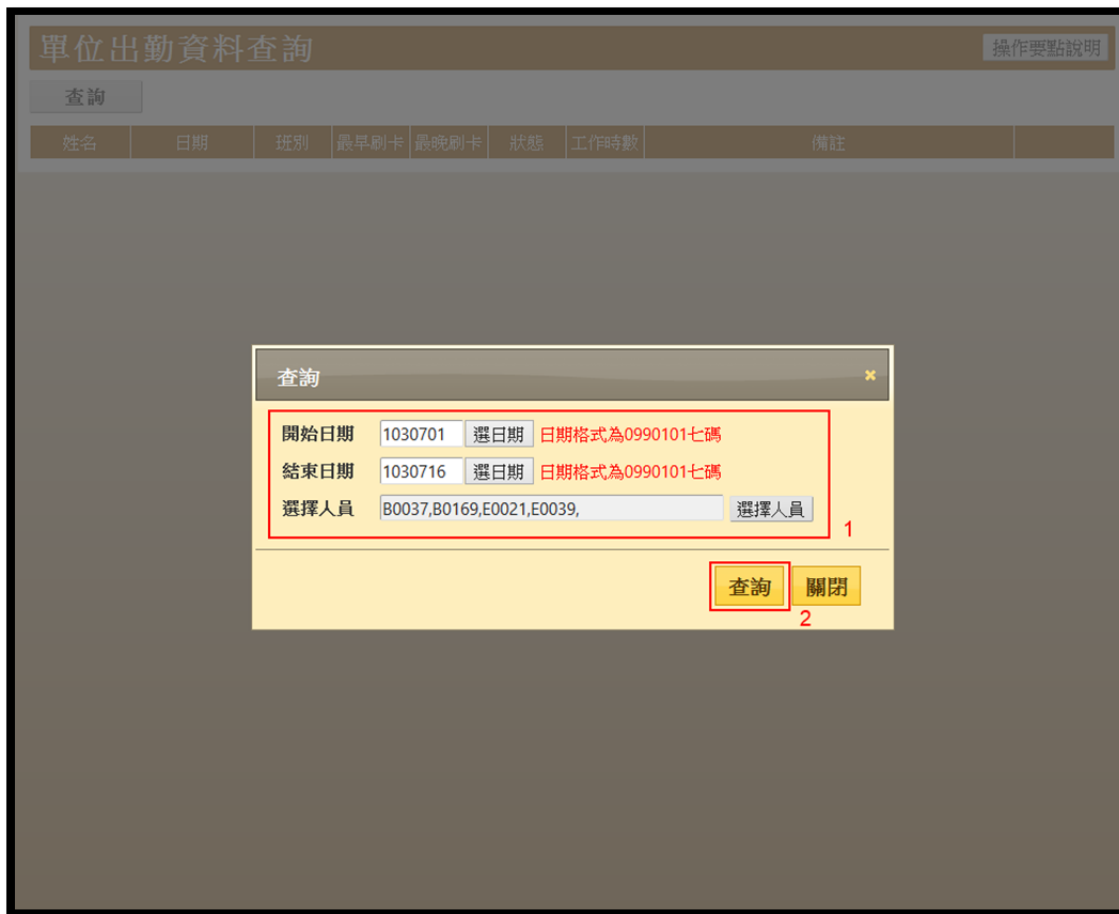 單位出勤資料查詢 操作要點說明
查詢
姓名 日期 班別 最早刷卡 最晚刷卡 狀態 工作時數 備註
查詢 ×
開始日期 1030701 選日期 日期格式為0990101七碼
結束日期 1030716 選日期 日期格式為0990101七碼
選擇人員 B0037,B0169,E0021,E0039, 選擇人員
1
查詢 關閉
2